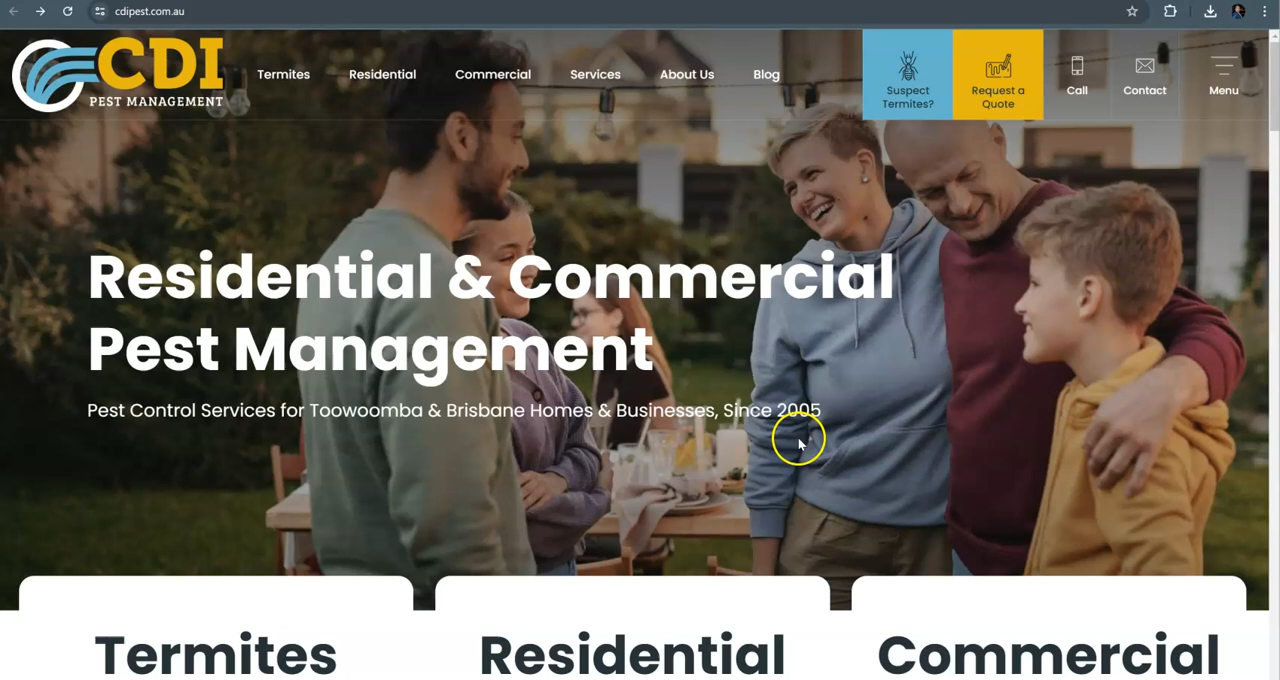 cdipest.com.au
CDI
PEST MANAGEMENT
Termites
Residential
Commercial
Services
About Us
Blog
Suspect
Termites?
Request a
Quote
Call
Contact
Menu
Residential & Commercial
Pest Management
Pest Control Services for Toowoomba & Brisbane Homes & Businesses, Since 2005
Termites
Residential
Commercial